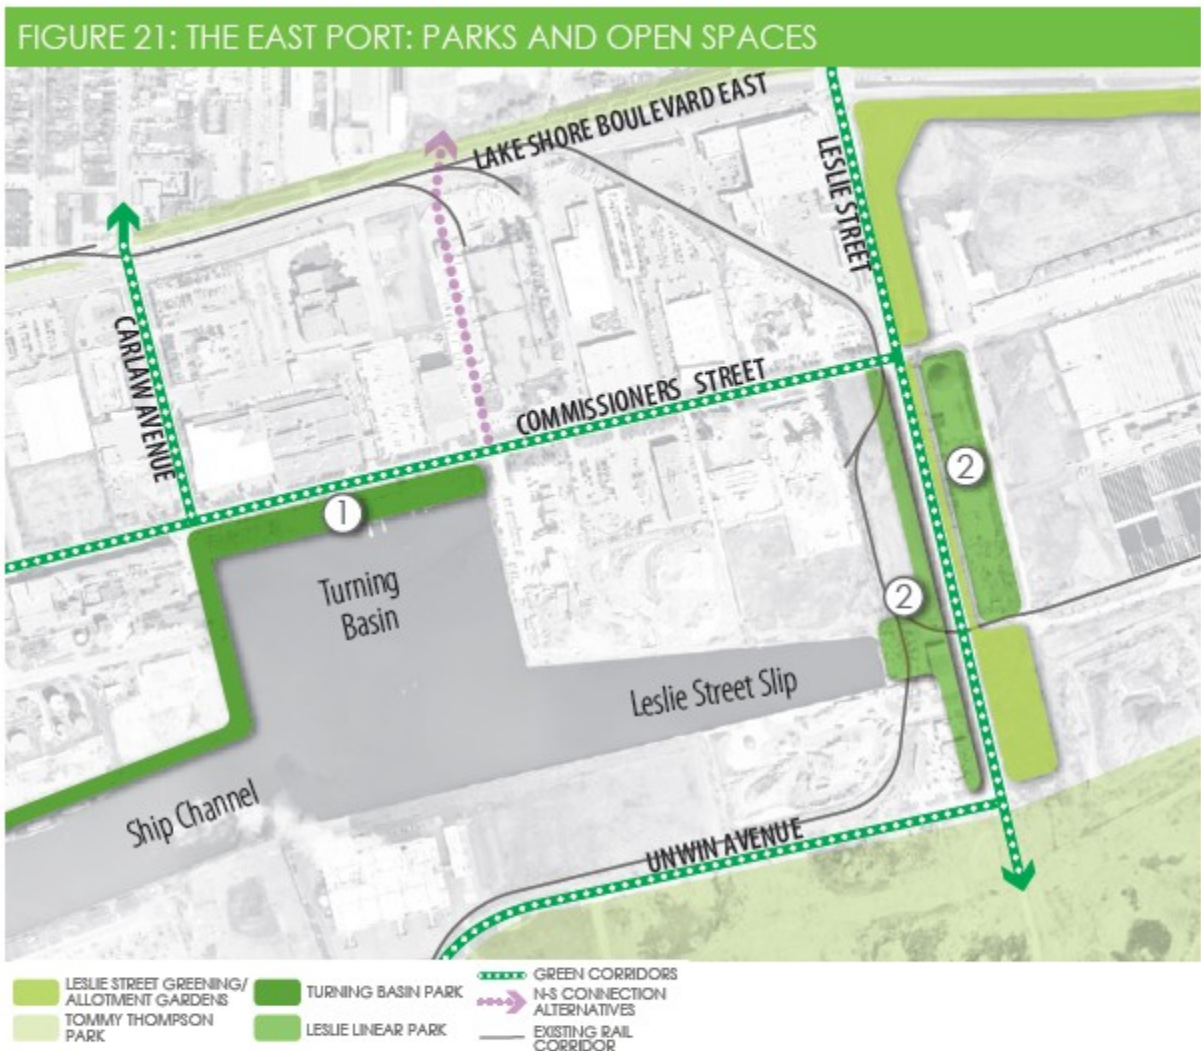 FIGURE 21: THE EAST PORT: PARKS AND OPEN SPACES
LAKE SHORE BOULEVARD EAST
LESLIE STREET
CARLAW AVENUE
COMMISSIONERS STREET
1
2
2
Turning
Basin
Leslie Street Slip
Ship Channel
UNWIN AVENUE
LESLIE STREET GREENING/
ALLOTMENT GARDENS
TOMMY THOMPSON
PARK
TURNING BASIN PARK
LESLIE LINEAR PARK
GREEN CORRIDORS
N-S CONNECTION
ALTERNATIVES
EXISTING RAIL
CORRIDOR